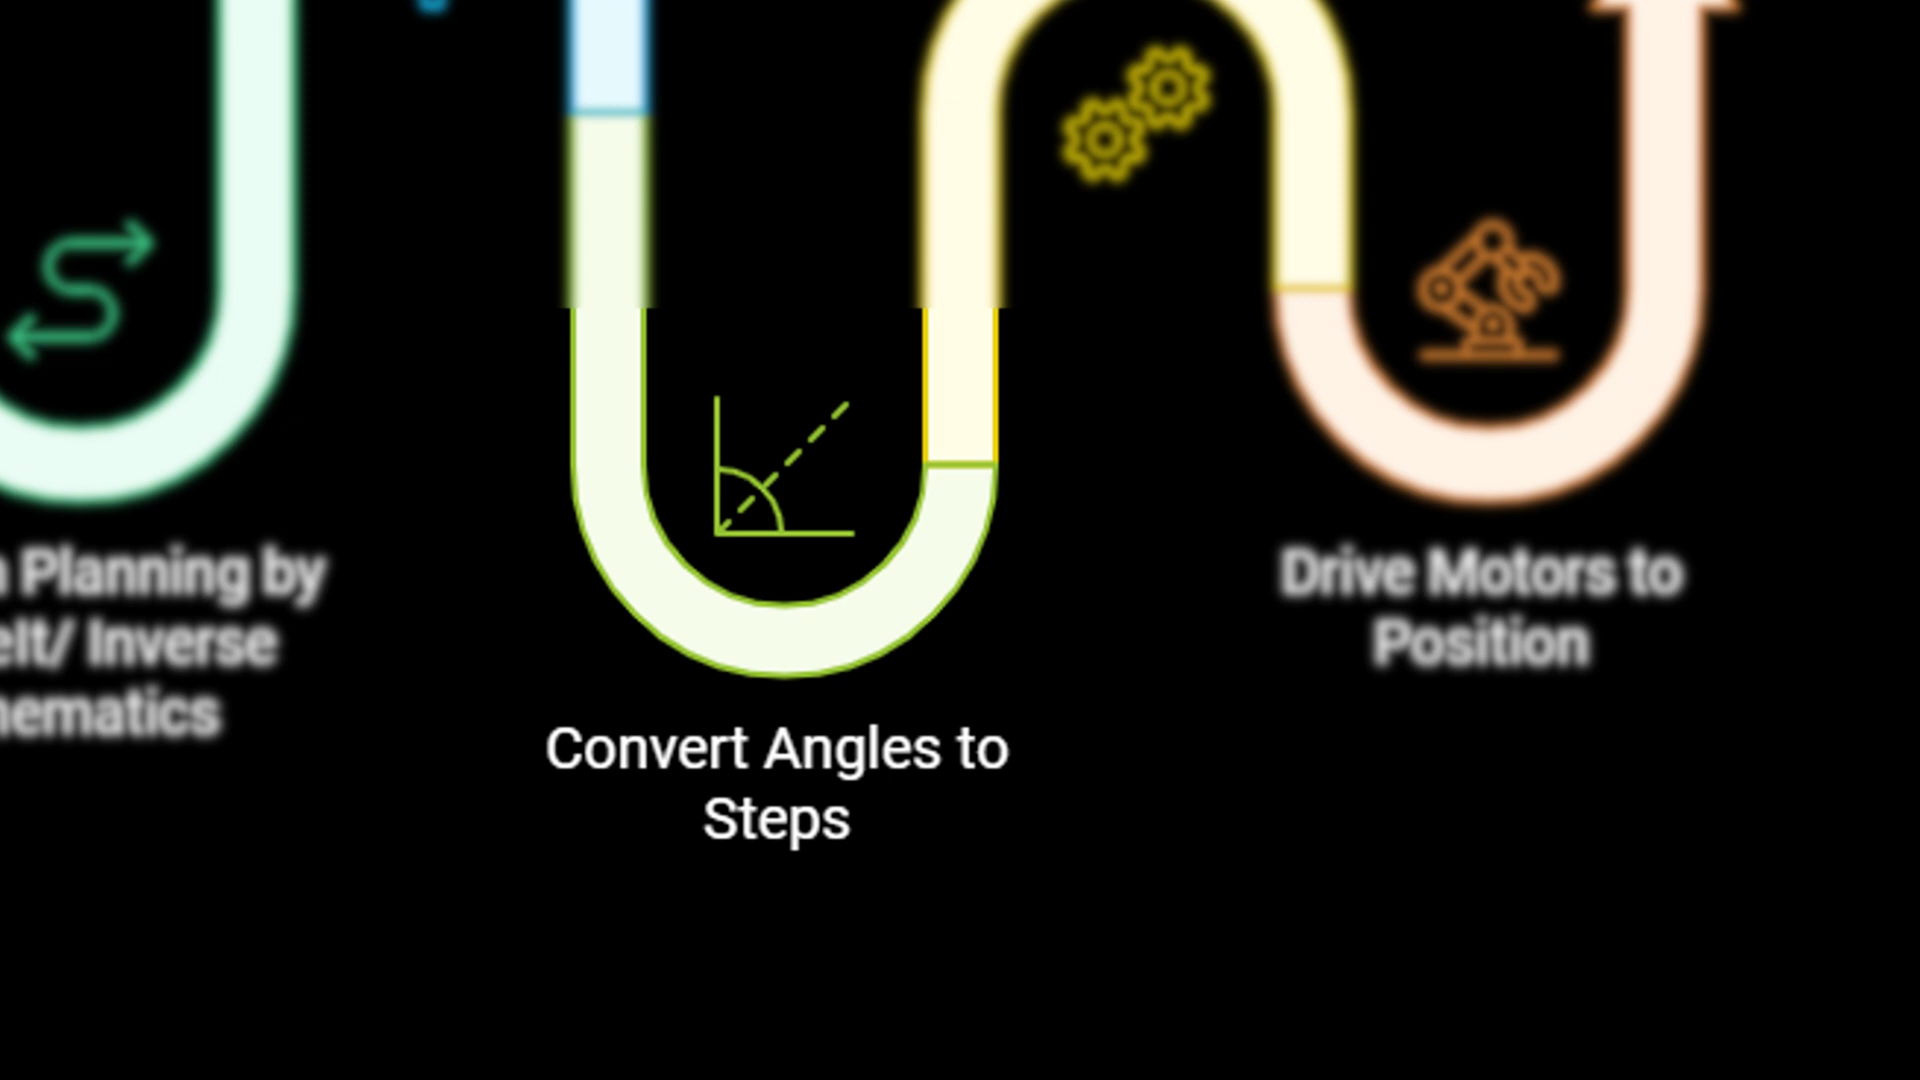 Planning by
Inverse
Convert Angles to
Steps
Drive Motors to
Position